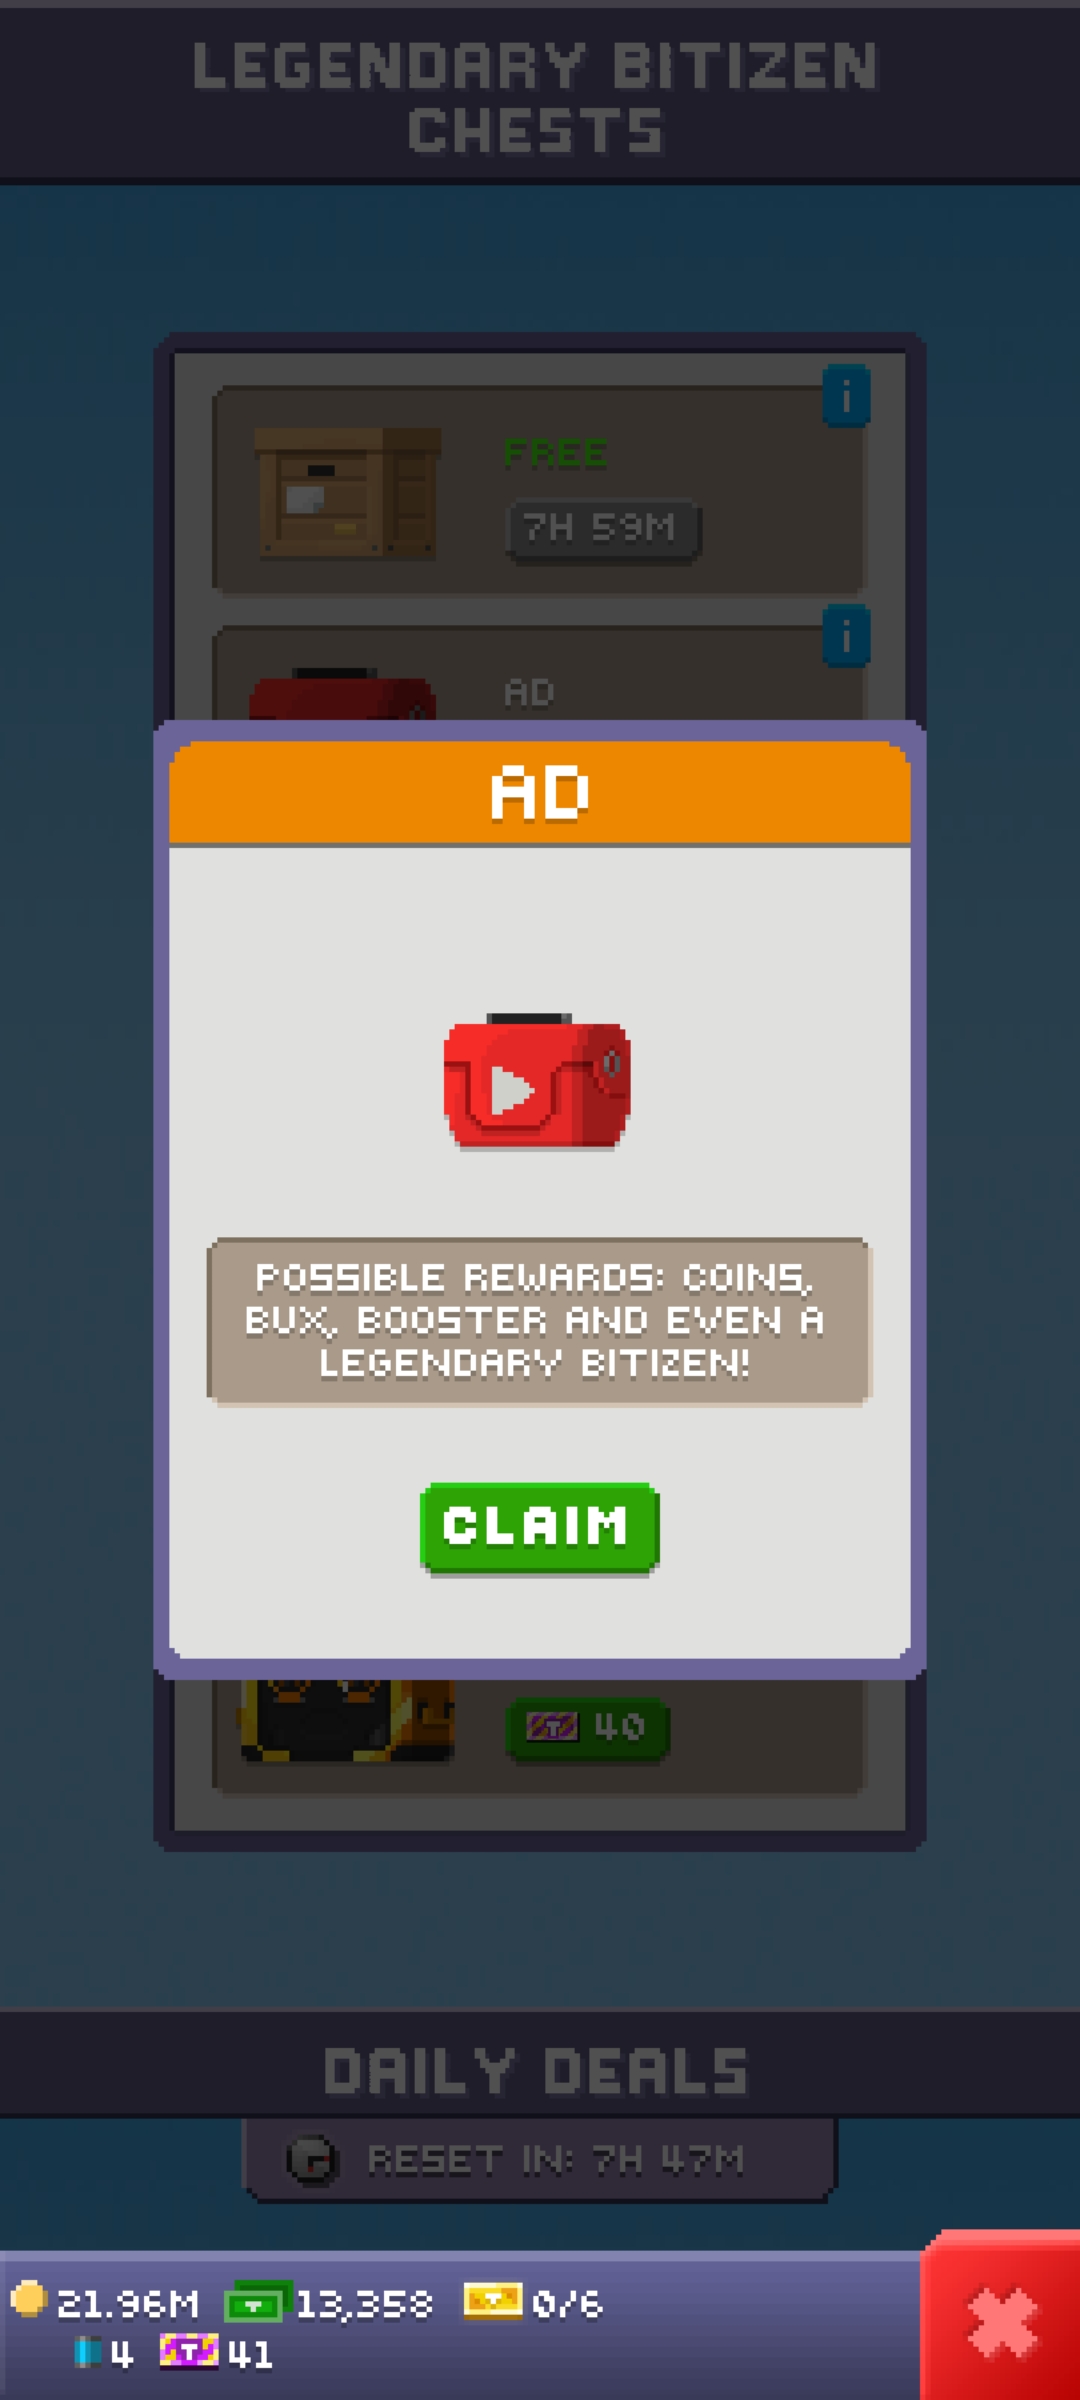 LEGENDARY BITIZEN
CHESTS
i
FREE
7H 59M
i
AD
AD
POSSIBLE REWARDS: COINS,
BUX, BOOSTER AND EVEN A
LEGENDARY BITIZEN!
CLAIM
T 40
DAILY DEALS
RESET IN: 7H 47M
21.96M 13,358 0/6
4 T 41